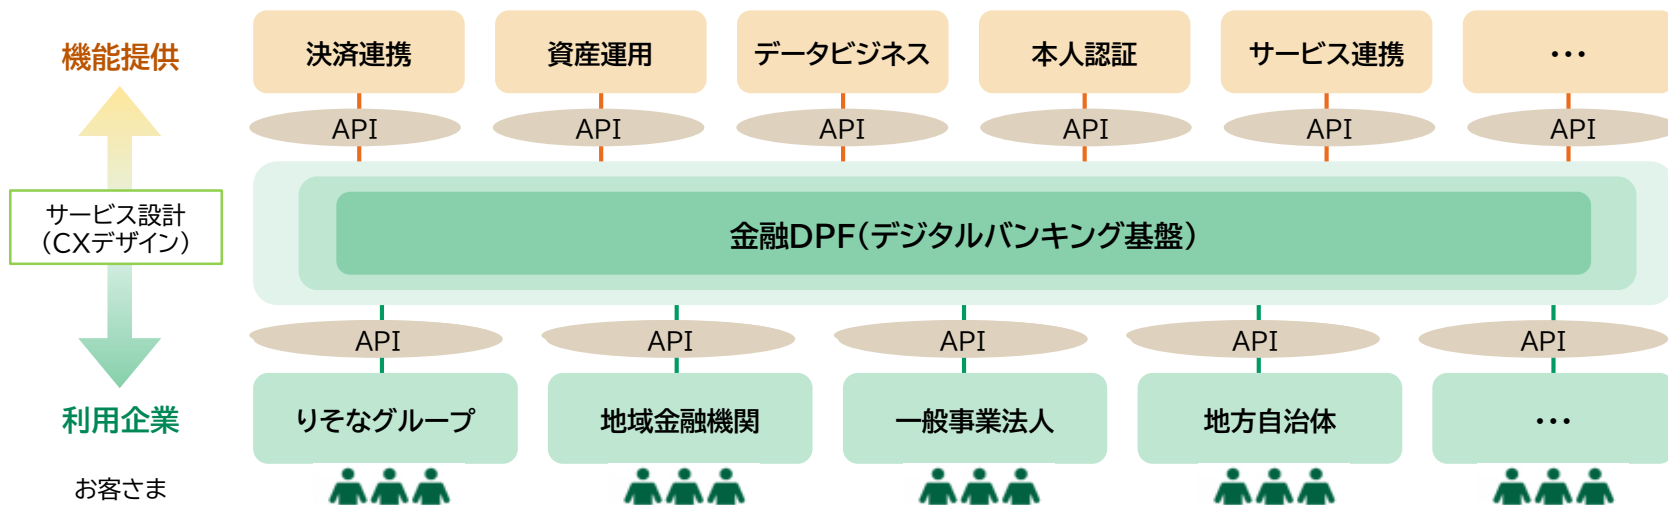 機能提供
決済連携
資産運用
データビジネス
本人認証
サービス連携
･･･
API
API
API
API
API
API
サービス設計
(CXデザイン)
金融DPF(デジタルバンキング基盤)
API
API
API
API
API
利用企業
りそなグループ
地域金融機関
一般事業法人
地方自治体
･･･
お客さま